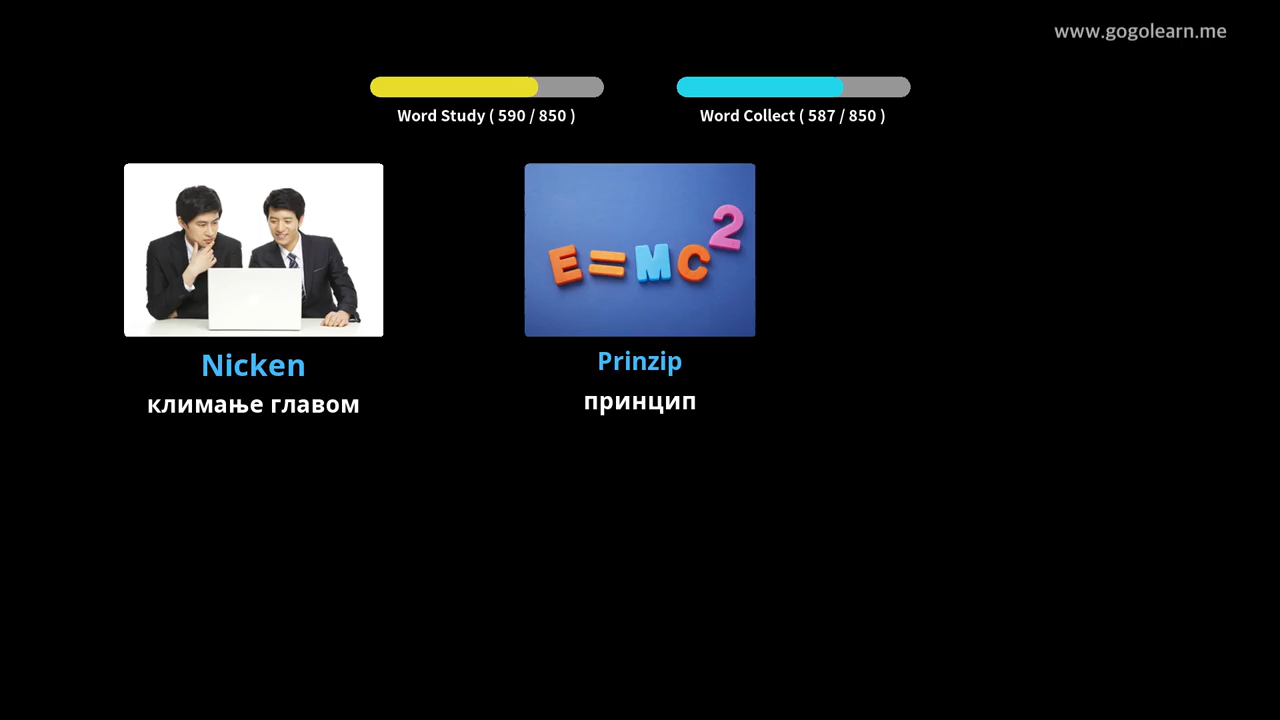 www.gogolearn.me
Word Study ( 590 / 850 )
Word Collect ( 587 / 850 )
E=MC2
Nicken
климање главом
Prinzip
принцип